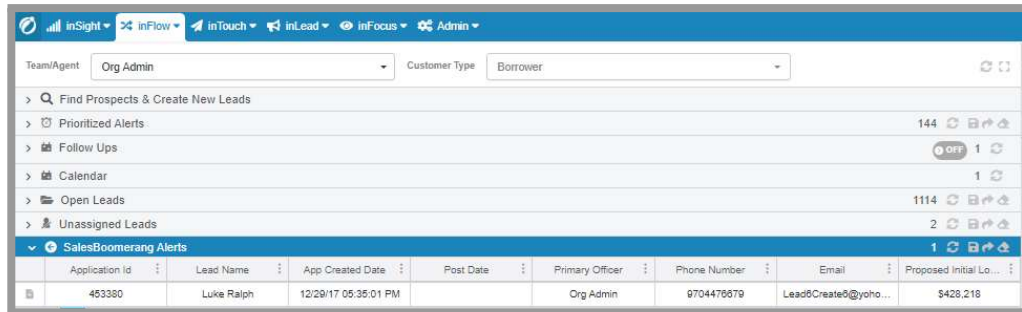 inSight inFlow inTouch inLead inFocus Admin
Team/Agent Org Admin Customer Type Borrower
Find Prospects & Create New Leads
Prioritized Alerts 144
Follow Ups OFF 1
Calendar 1
Open Leads 1114
Unassigned Leads 2
SalesBoomerang Alerts 1
Application Id Lead Name App Created Date Post Date Primary Officer Phone Number Email Proposed Initial Lo...
453380 Luke Ralph 12/29/17 05:35:01 PM Org Admin 9704476679 Lead6Create6@yoho... $428,218